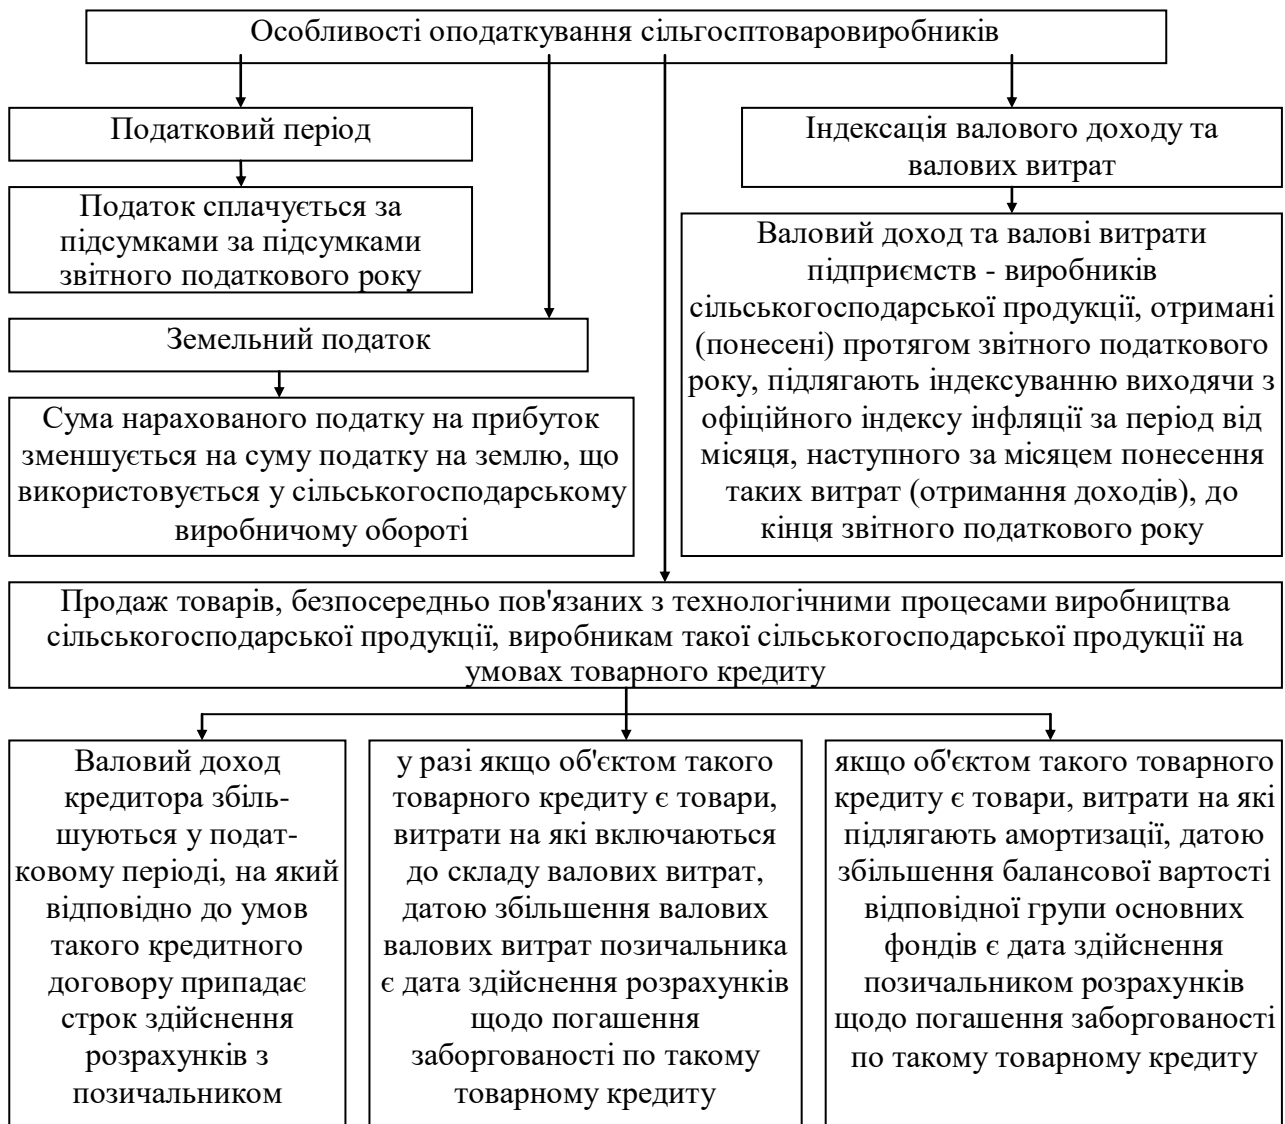 Особливості оподаткування сільгосптоваровиробників
Податковий період
Податок сплачується за
підсумками за підсумками
звітного податкового року
Індексація валового доходу та
валових витрат
Валовий доход та валові витрати
підприємств - виробників
сільськогосподарської продукції, отримані
(понесені) протягом звітного податкового
року, підлягають індексуванню виходячи з
офіційного індексу інфляції за період від
місяця, наступного за місяцем понесення
таких витрат (отримання доходів), до
кінця звітного податкового року
Земельний податок
Сума нарахованого податку на прибуток
зменшується на суму податку на землю, що
використовується у сільськогосподарському
виробничому обороті
Продаж товарів, безпосередньо пов'язаних з технологічними процесами виробництва
сільськогосподарської продукції, виробникам такої сільськогосподарської продукції на
умовах товарного кредиту
Валовий доход
кредитора збіль-
шуються у подат-
ковому періоді, на який
відповідно до умов
такого кредитного
договору припадає
строк здійснення
розрахунків з
позичальником
у разі якщо об'єктом такого
товарного кредиту є товари,
витрати на які включаються
до складу валових витрат,
датою збільшення валових
валових витрат позичальника
є дата здійснення розрахунків
щодо погашення
заборгованості по такому
товарному кредиту
якщо об'єктом такого товарного
кредиту є товари, витрати на які
підлягають амортизації, датою
збільшення балансової вартості
відповідної групи основних
фондів є дата здійснення
позичальником розрахунків
щодо погашення заборгованості
по такому товарному кредиту